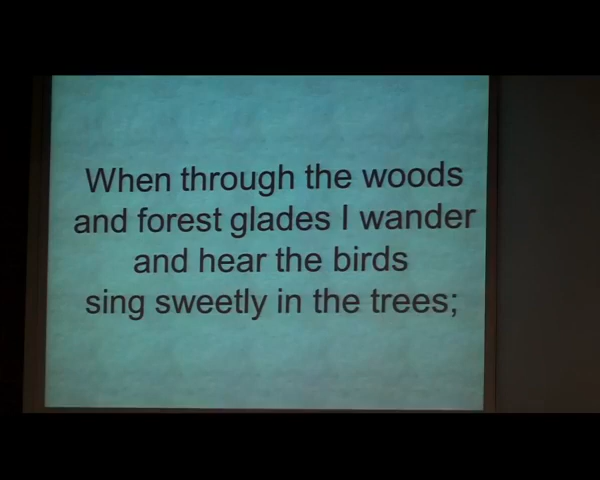 When through the woods
and forest glades I wander
and hear the birds
sing sweetly in the trees;